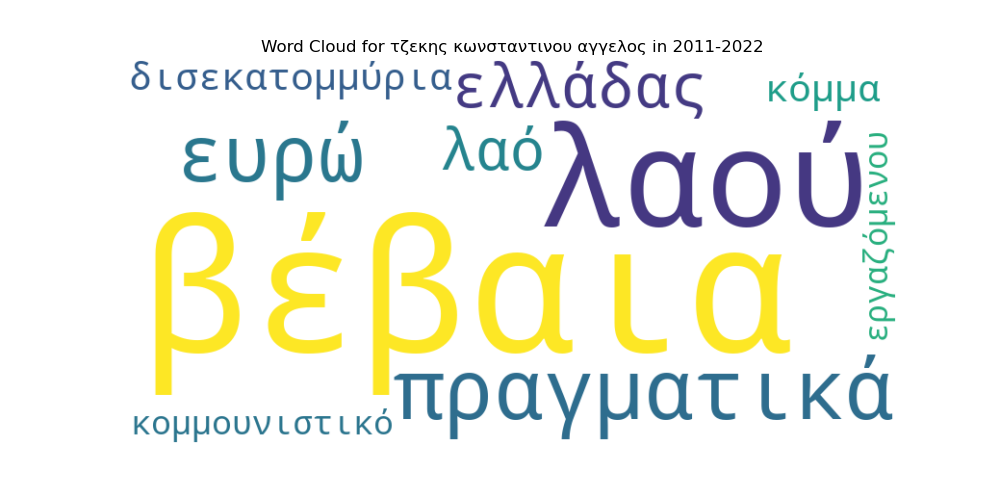 Word Cloud for τζεκης κωνσταντινου αγγελος in 2011-2022
δισεκατομμύρια
ελλάδας
κόμμα
ευρώ
λαό
λαού
εργαζόμενου
βέβαια
πραγματικά
κομμουνιστικό